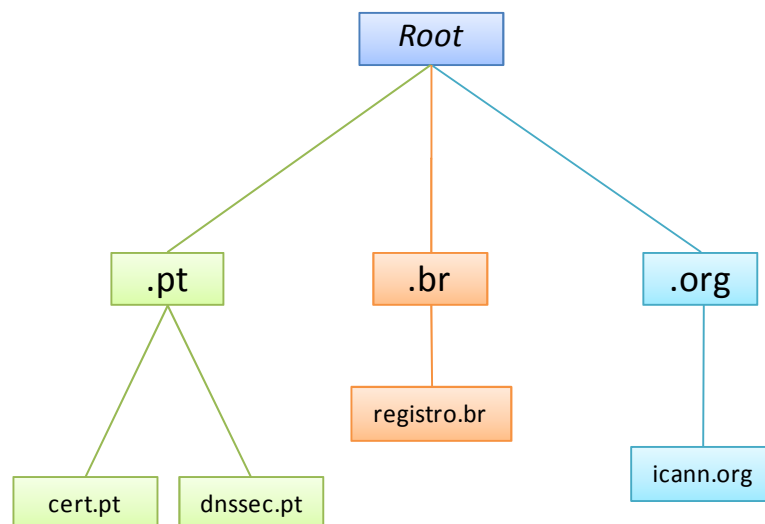 Root
.pt
.br
.org
registro.br
icann.org
cert.pt
dnssec.pt